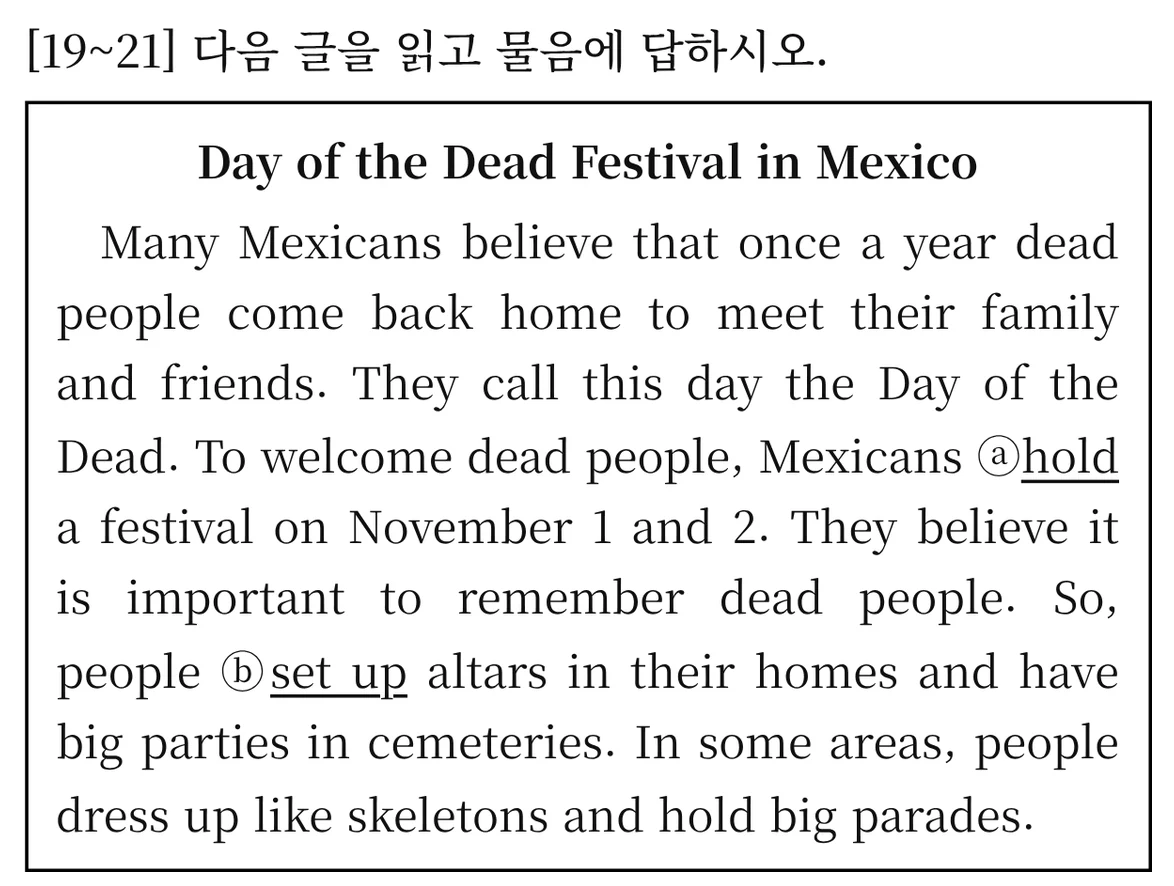 [19~21] 다음 글을 읽고 물음에 답하시오.
Day of the Dead Festival in Mexico
Many Mexicans believe that once a year dead
people come back home to meet their family
and friends. They call this day the Day of the
Dead. To welcome dead people, Mexicans ⓐhold
a festival on November 1 and 2. They believe it
is important to remember dead people. So,
people ⓑset up altars in their homes and have
big parties in cemeteries. In some areas, people
dress up like skeletons and hold big parades.